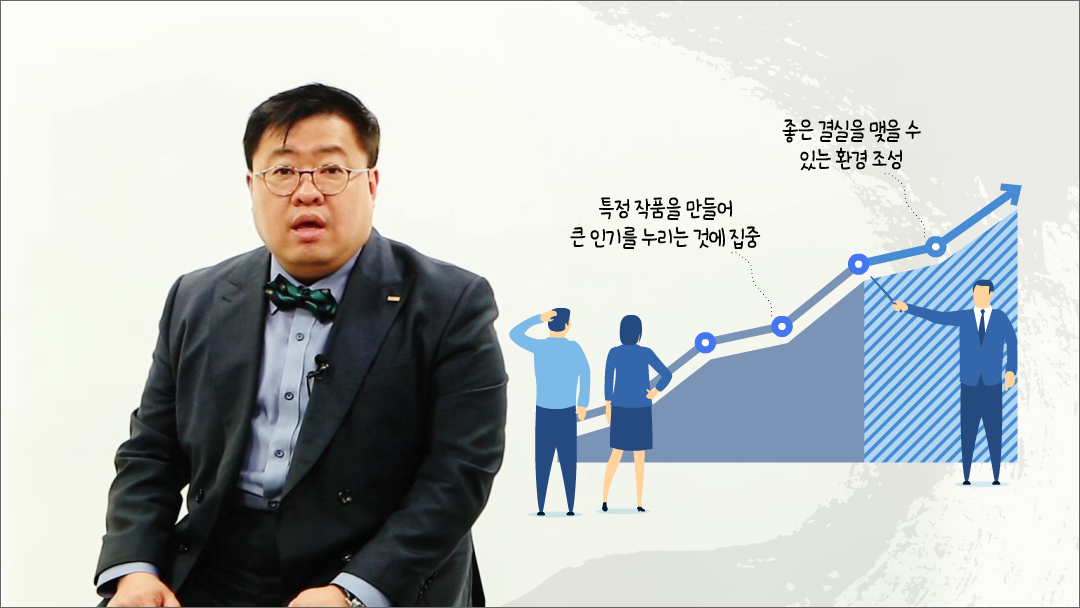 좋은 결실을 맺을 수
있는 환경 조성
특정 작품을 만들어
큰 인기를 누리는 것에 집중